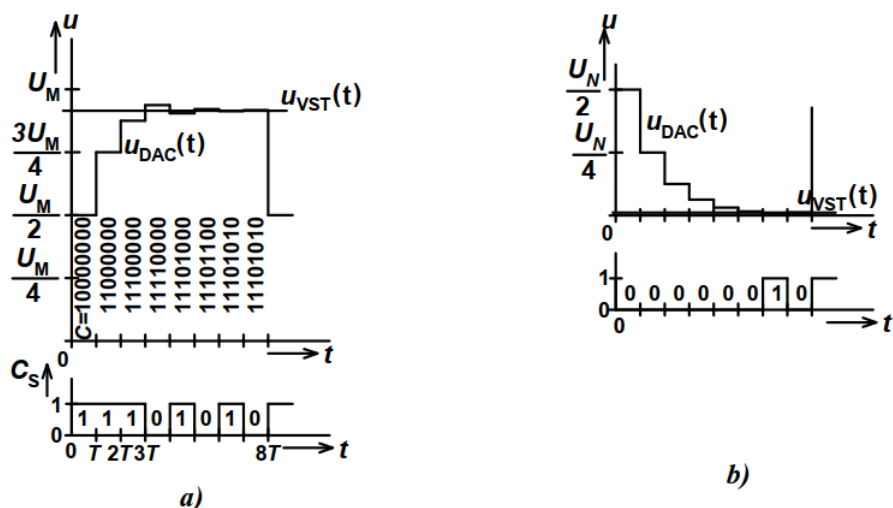 u
U_M
u_VST(t)
3U_M
4
u_DAC(t)
U_M
2
U_M
4
C=10000000
11000000
11100000
11110000
11101000
11101100
11101010
11101010
0
t
C_S
1
0
1 1 1 0 1 0 1 0
0 T 2T 3T 8T
t
a)
u
U_N
2
u_DAC(t)
U_N
4
u_VST(t)
0
t
1
0
0 0 0 0 0 0 1 0
0
t
b)